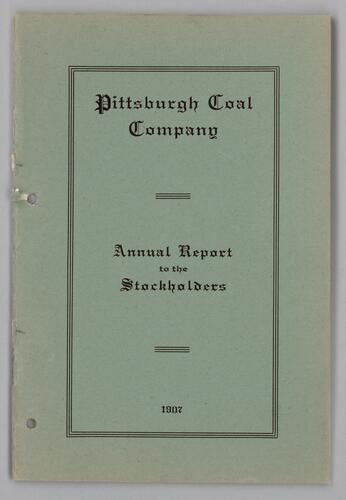 Pittsburgh Coal
Company
Annual Report
to the
Stockholders
1907